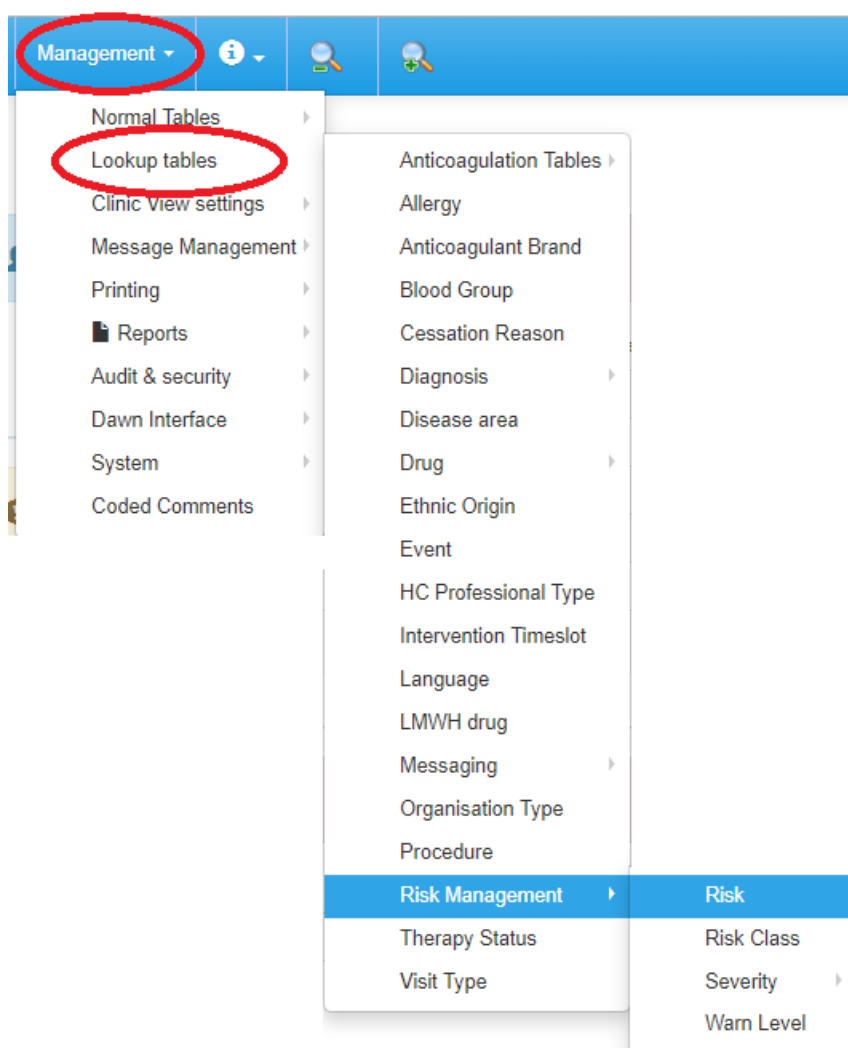 Management
Normal Tables
Lookup tables
Clinic View settings
Message Management
Printing
Reports
Audit & security
Dawn Interface
System
Coded Comments
Anticoagulation Tables
Allergy
Anticoagulant Brand
Blood Group
Cessation Reason
Diagnosis
Disease area
Drug
Ethnic Origin
Event
HC Professional Type
Intervention Timeslot
Language
LMWH drug
Messaging
Organisation Type
Procedure
Risk Management
Therapy Status
Visit Type
Risk
Risk Class
Severity
Warn Level